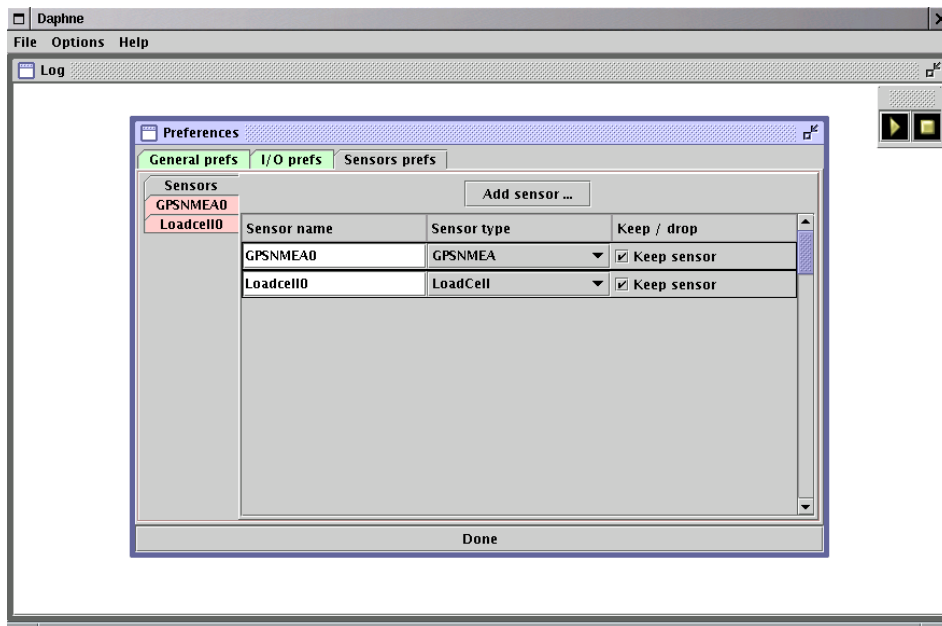 Daphne
File Options Help
Log
Preferences
General prefs I/O prefs Sensors prefs
Sensors
GPSNMEA0
Loadcell0
Add sensor ...
Sensor name Sensor type Keep / drop
GPSNMEA0 GPSNMEA Keep sensor
Loadcell0 LoadCell Keep sensor
Done